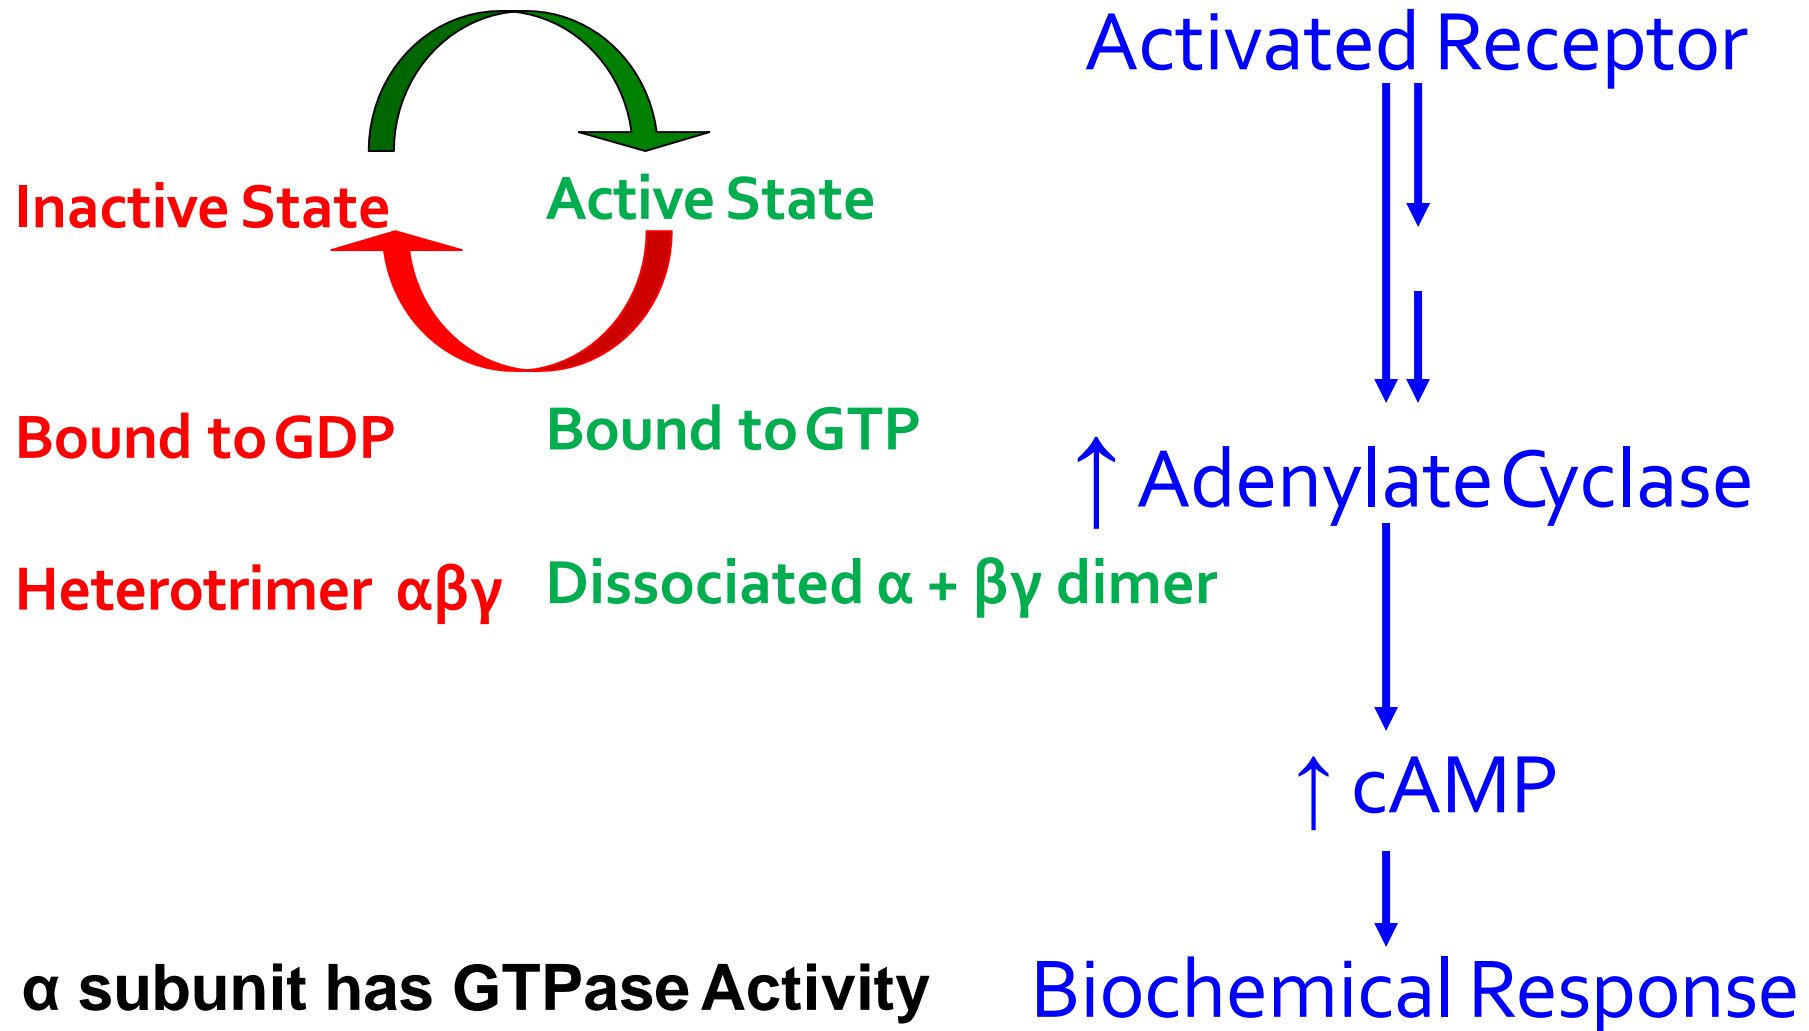 Activated Receptor
Inactive State
Active State
Bound to GDP
Bound to GTP
↑ Adenylate Cyclase
Heterotrimer αβγ
Dissociated α + βγ dimer
↑ cAMP
α subunit has GTPase Activity
Biochemical Response